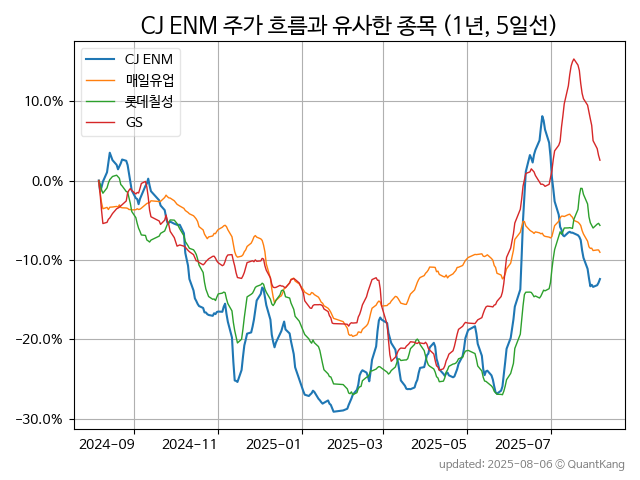 CJ ENM 주가 흐름과 유사한 종목 (1년, 5일선)
CJ ENM
매일유업
롯데칠성
GS
10.0%
0.0%
−10.0%
−20.0%
−30.0%
2024-09 2024-11 2025-01 2025-03 2025-05 2025-07
updated: 2025-08-06 © QuantKang